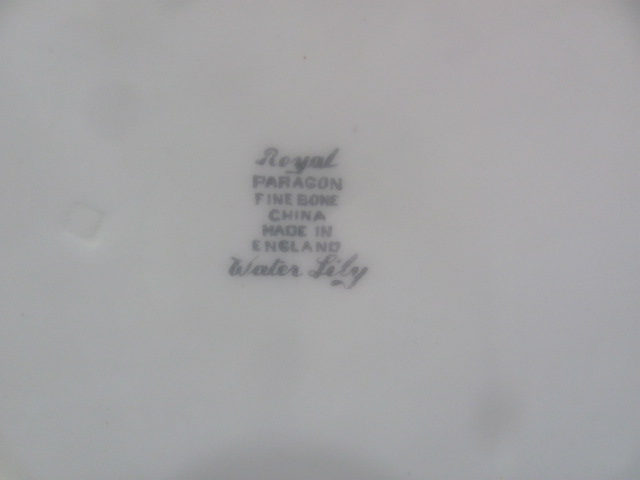 Royal
PARAGON
FINE BONE
CHINA
MADE IN
ENGLAND
Water Lily